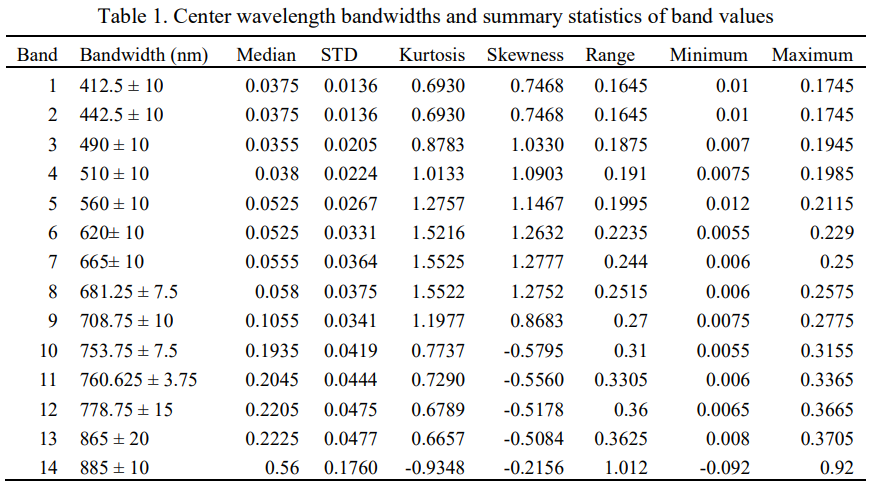 Table 1. Center wavelength bandwidths and summary statistics of band values
Band Bandwidth (nm) Median STD Kurtosis Skewness Range Minimum Maximum
1 412.5 ± 10 0.0375 0.0136 0.6930 0.7468 0.1645 0.01 0.1745
2 442.5 ± 10 0.0375 0.0136 0.6930 0.7468 0.1645 0.01 0.1745
3 490 ± 10 0.0355 0.0205 0.8783 1.0330 0.1875 0.007 0.1945
4 510 ± 10 0.038 0.0224 1.0133 1.0903 0.191 0.0075 0.1985
5 560 ± 10 0.0525 0.0267 1.2757 1.1467 0.1995 0.012 0.2115
6 620± 10 0.0525 0.0331 1.5216 1.2632 0.2235 0.0055 0.229
7 665± 10 0.0555 0.0364 1.5525 1.2777 0.244 0.006 0.25
8 681.25 ± 7.5 0.058 0.0375 1.5522 1.2752 0.2515 0.006 0.2575
9 708.75 ± 10 0.1055 0.0341 1.1977 0.8683 0.27 0.0075 0.2775
10 753.75 ± 7.5 0.1935 0.0419 0.7737 -0.5795 0.31 0.0055 0.3155
11 760.625 ± 3.75 0.2045 0.0444 0.7290 -0.5560 0.3305 0.006 0.3365
12 778.75 ± 15 0.2205 0.0475 0.6789 -0.5178 0.36 0.0065 0.3665
13 865 ± 20 0.2225 0.0477 0.6657 -0.5084 0.3625 0.008 0.3705
14 885 ± 10 0.56 0.1760 -0.9348 -0.2156 1.012 -0.092 0.92